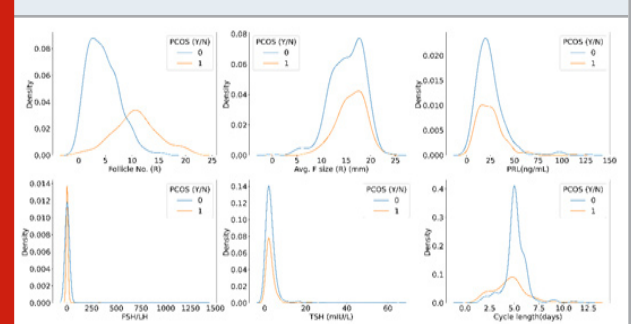 PCOS (Y/N)
0
1
Density
0.08
0.06
0.04
0.02
0.00
0 5 10 15 20 25
Follicle No. (R)
PCOS (Y/N)
0
1
Density
0.08
0.06
0.04
0.02
0.00
0 5 10 15 20 25
Avg. F size (R) (mm)
PCOS (Y/N)
0
1
Density
0.020
0.015
0.010
0.005
0.000
0 25 50 75 100 125 150
PRL(ng/mL)
PCOS (Y/N)
0
1
Density
0.014
0.012
0.010
0.008
0.006
0.004
0.002
0.000
0 250 500 750 1000 1250 1500
FSH/LH
PCOS (Y/N)
0
1
Density
0.14
0.12
0.10
0.08
0.06
0.04
0.02
0.00
0 20 40 60
TSH (mIU/L)
PCOS (Y/N)
0
1
Density
0.4
0.3
0.2
0.1
0.0
0.0 2.5 5.0 7.5 10.0 12.5
Cycle length(days)